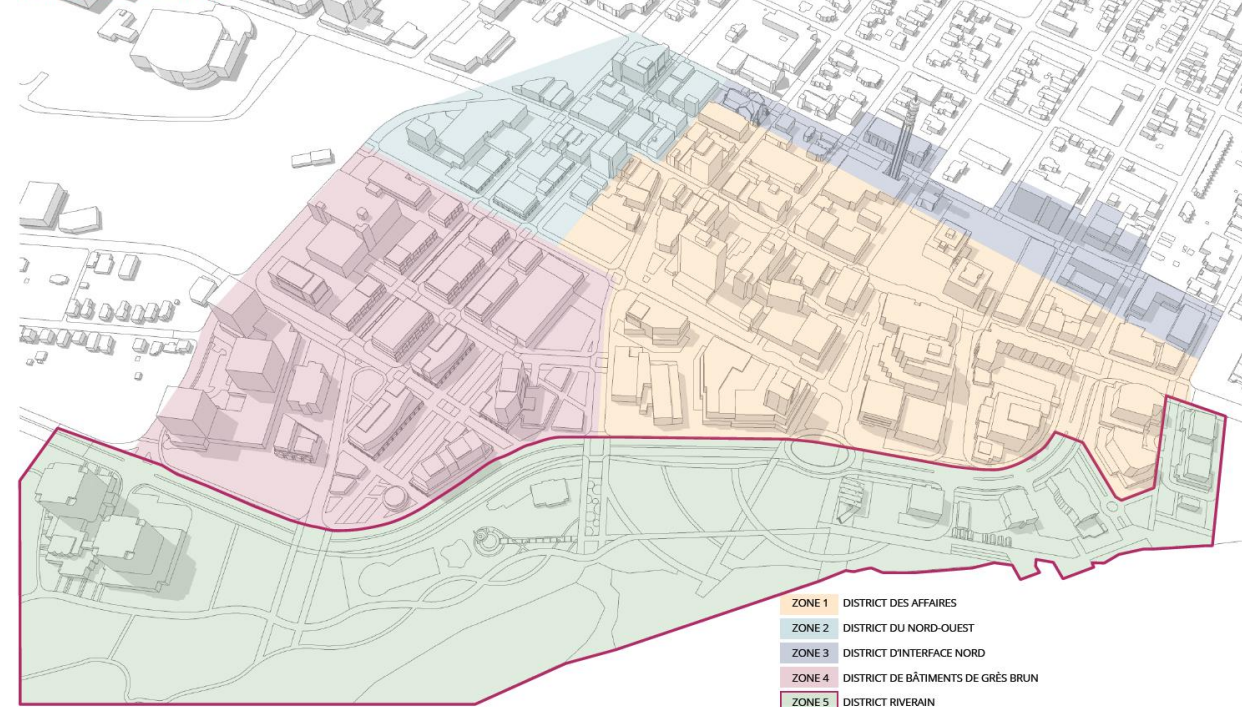 ZONE 1 DISTRICT DES AFFAIRES
ZONE 2 DISTRICT DU NORD-OUEST
ZONE 3 DISTRICT D'INTERFACE NORD
ZONE 4 DISTRICT DE BÂTIMENTS DE GRÈS BRUN
ZONE 5 DISTRICT RIVERAIN